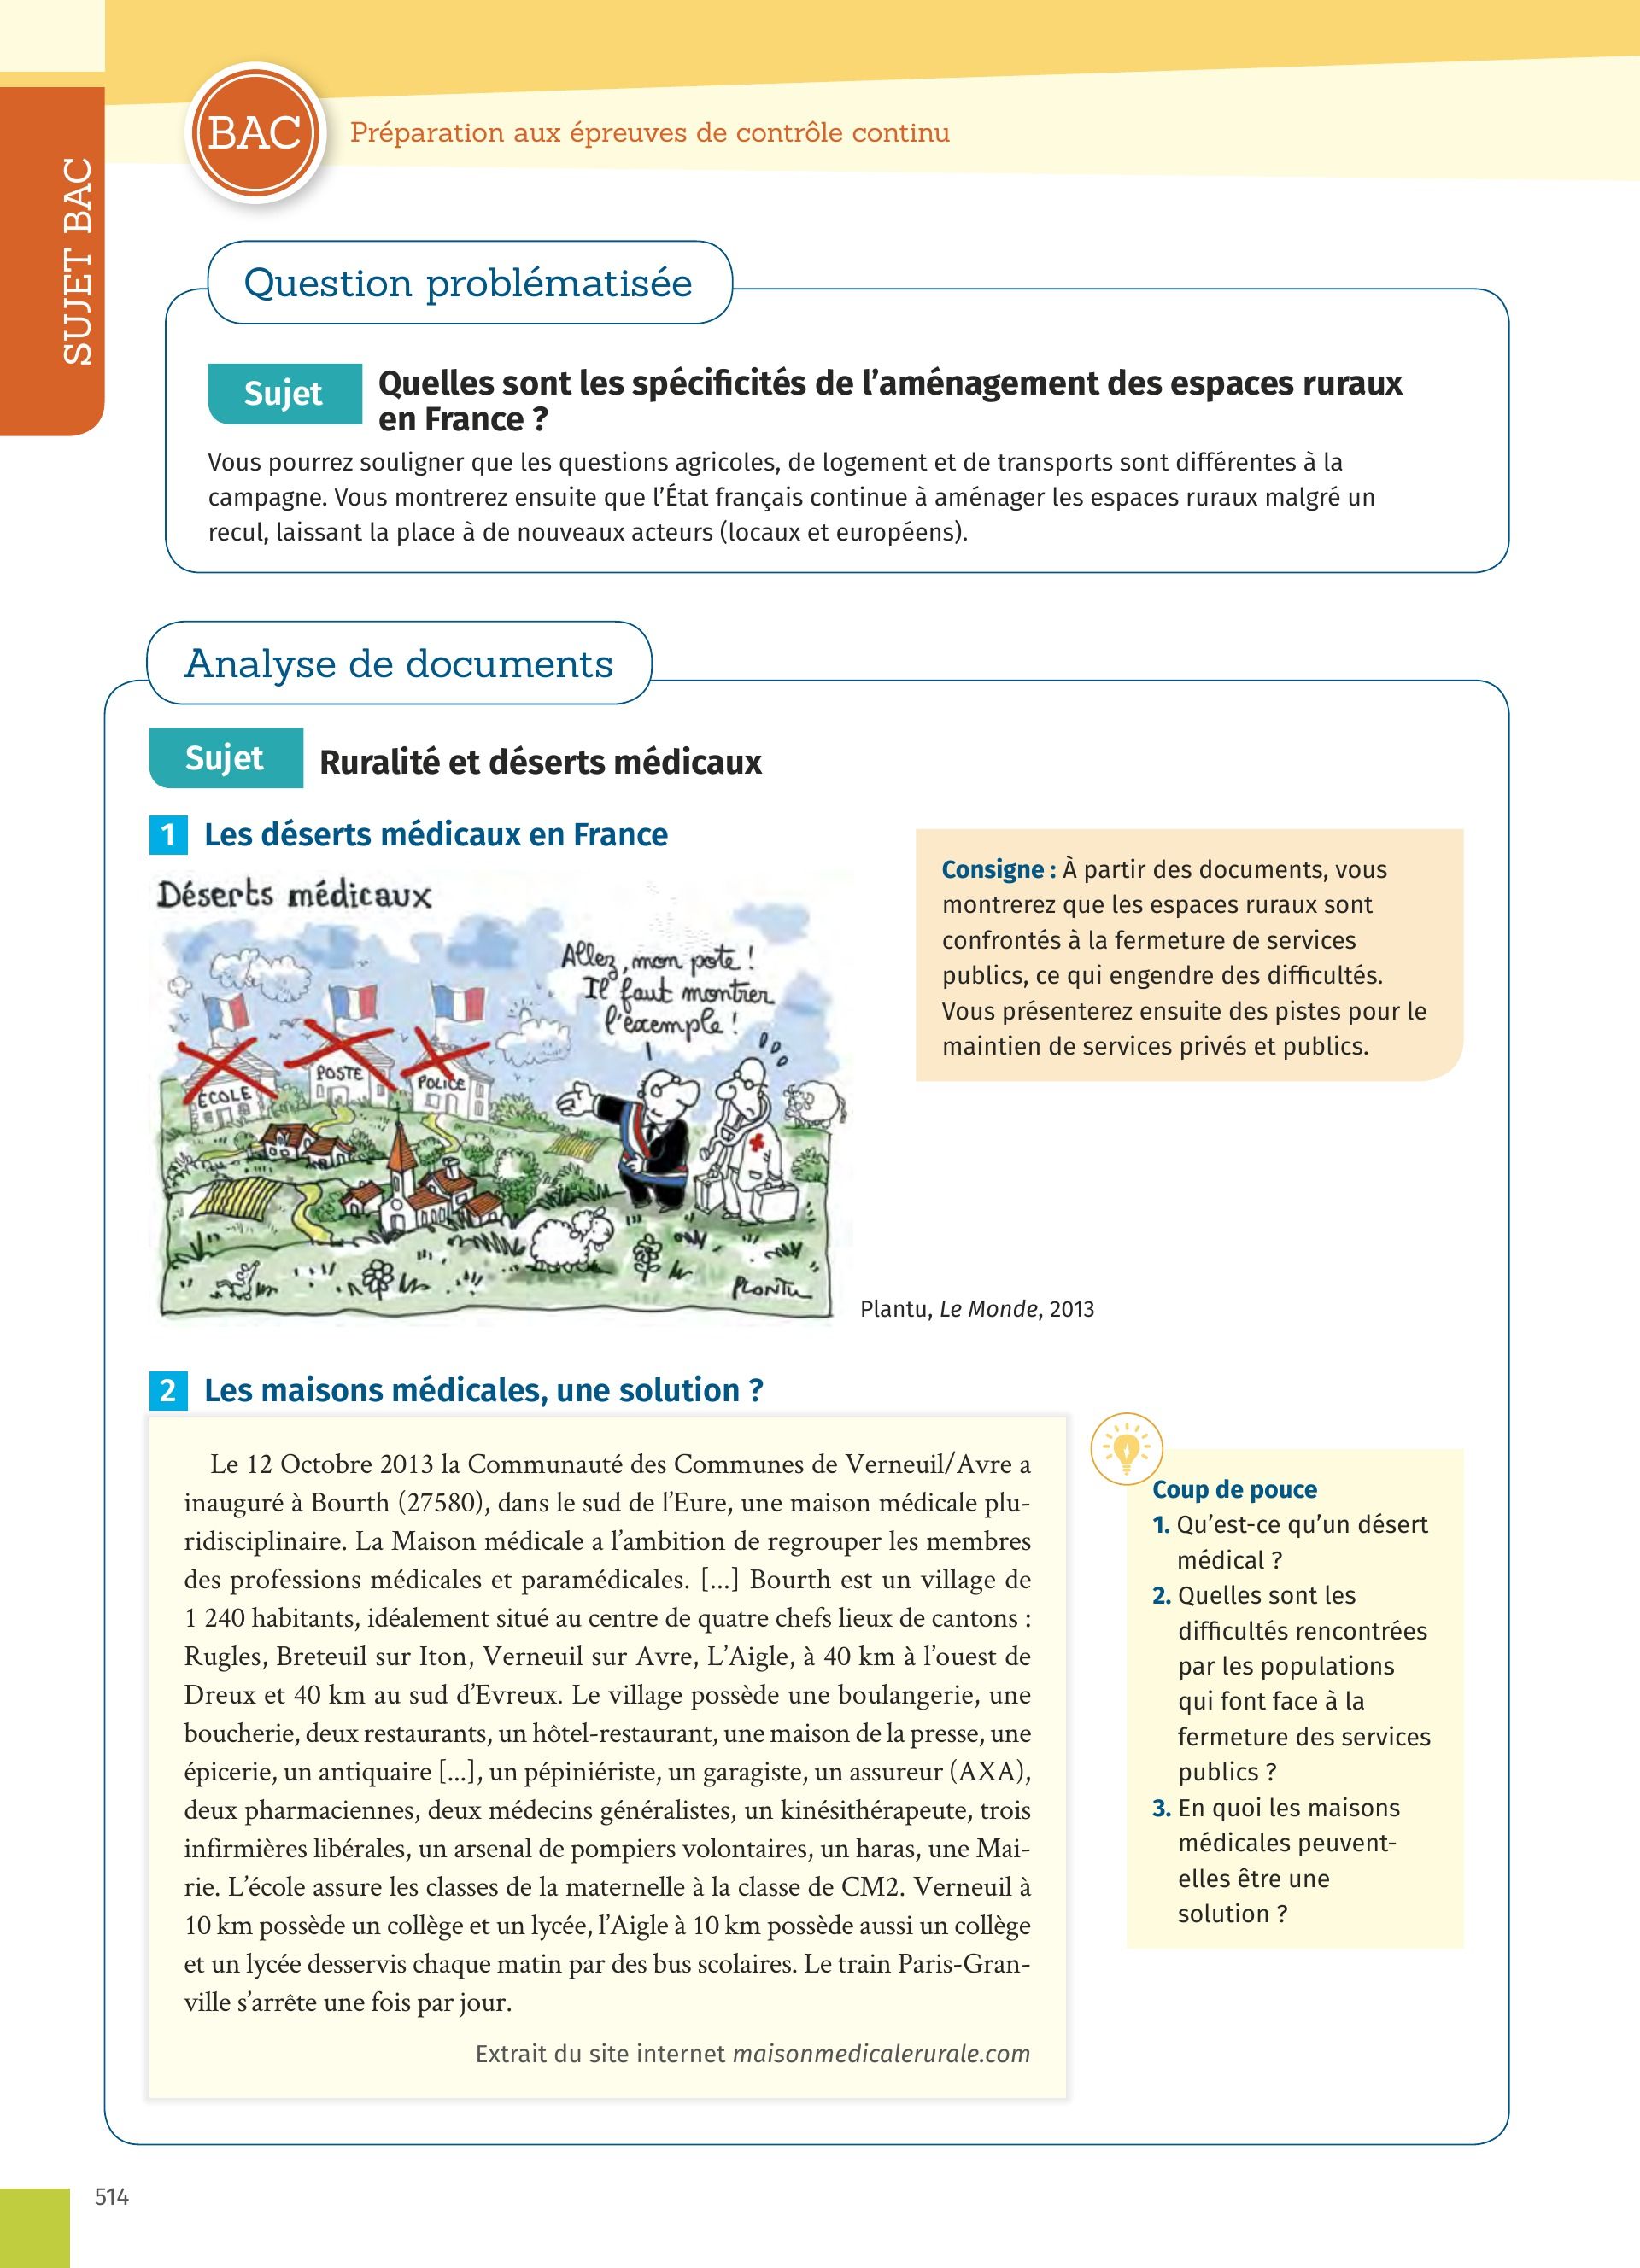 SUJET BAC
BAC
Préparation aux épreuves de contrôle continu
Question problématisée
Sujet
Quelles sont les spécificités de l’aménagement des espaces ruraux
en France ?
Vous pourrez souligner que les questions agricoles, de logement et de transports sont différentes à la
campagne. Vous montrerez ensuite que l’État français continue à aménager les espaces ruraux malgré un
recul, laissant la place à de nouveaux acteurs (locaux et européens).
Analyse de documents
Sujet
Ruralité et déserts médicaux
1 Les déserts médicaux en France
Déserts médicaux
Allez, mon pote !
Il faut montrer
l’exemple !
ÉCOLE
POSTE
POLICE
PLANTU
Plantu, Le Monde, 2013
Consigne : À partir des documents, vous
montrerez que les espaces ruraux sont
confrontés à la fermeture de services
publics, ce qui engendre des difficultés.
Vous présenterez ensuite des pistes pour le
maintien de services privés et publics.
2 Les maisons médicales, une solution ?
Le 12 Octobre 2013 la Communauté des Communes de Verneuil/Avre a
inauguré à Bourth (27580), dans le sud de l’Eure, une maison médicale plu-
ridisciplinaire. La Maison médicale a l’ambition de regrouper les membres
des professions médicales et paramédicales. [...] Bourth est un village de
1 240 habitants, idéalement situé au centre de quatre chefs lieux de cantons :
Rugles, Breteuil sur Iton, Verneuil sur Avre, L’Aigle, à 40 km à l’ouest de
Dreux et 40 km au sud d’Evreux. Le village possède une boulangerie, une
boucherie, deux restaurants, un hôtel-restaurant, une maison de la presse, une
épicerie, un antiquaire [...], un pépiniériste, un garagiste, un assureur (AXA),
deux pharmaciennes, deux médecins généralistes, un kinésithérapeute, trois
infirmières libérales, un arsenal de pompiers volontaires, un haras, une Mai-
rie. L’école assure les classes de la maternelle à la classe de CM2. Verneuil à
10 km possède un collège et un lycée, l’Aigle à 10 km possède aussi un collège
et un lycée desservis chaque matin par des bus scolaires. Le train Paris-Gran-
ville s’arrête une fois par jour.
Extrait du site internet maisonmedicalerurale.com
Coup de pouce
1. Qu’est-ce qu’un désert
médical ?
2. Quelles sont les
difficultés rencontrées
par les populations
qui font face à la
fermeture des services
publics ?
3. En quoi les maisons
médicales peuvent-
elles être une
solution ?
514